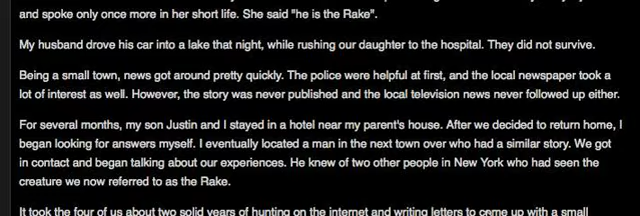 and spoke only once more in her short life. She said "he is the Rake".
My husband drove his car into a lake that night, while rushing our daughter to the hospital. They did not survive.
Being a small town, news got around pretty quickly. The police were helpful at first, and the local newspaper took a
lot of interest as well. However, the story was never published and the local television news never followed up either.
For several months, my son Justin and I stayed in a hotel near my parent's house. After we decided to return home, I
began looking for answers myself. I eventually located a man in the next town over who had a similar story. We got
in contact and began talking about our experiences. He knew of two other people in New York who had seen the
creature we now referred to as the Rake.
It took the four of us about two solid years of hunting on the internet and writing letters to come up with a small